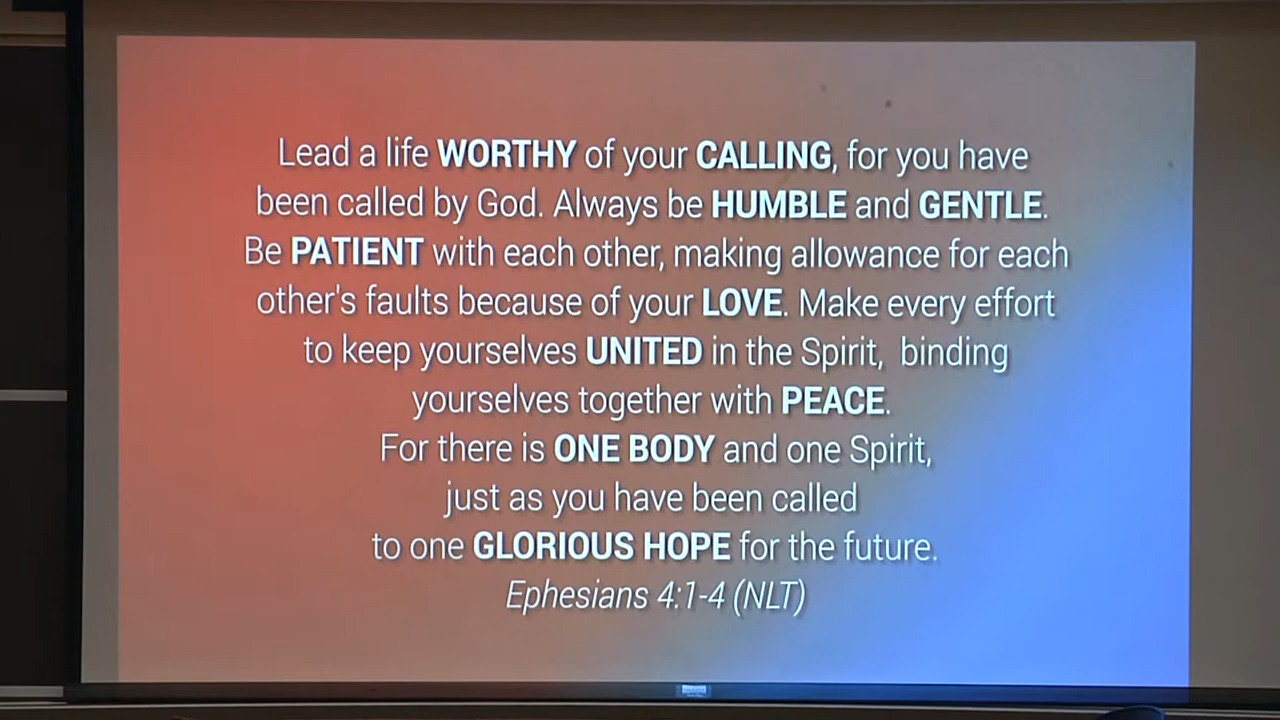 Lead a life WORTHY of your CALLING, for you have
been called by God. Always be HUMBLE and GENTLE.
Be PATIENT with each other, making allowance for each
other's faults because of your LOVE. Make every effort
to keep yourselves UNITED in the Spirit,  binding
yourselves together with PEACE.
For there is ONE BODY and one Spirit,
just as you have been called
to one GLORIOUS HOPE for the future.
Ephesians 4:1-4 (NLT)